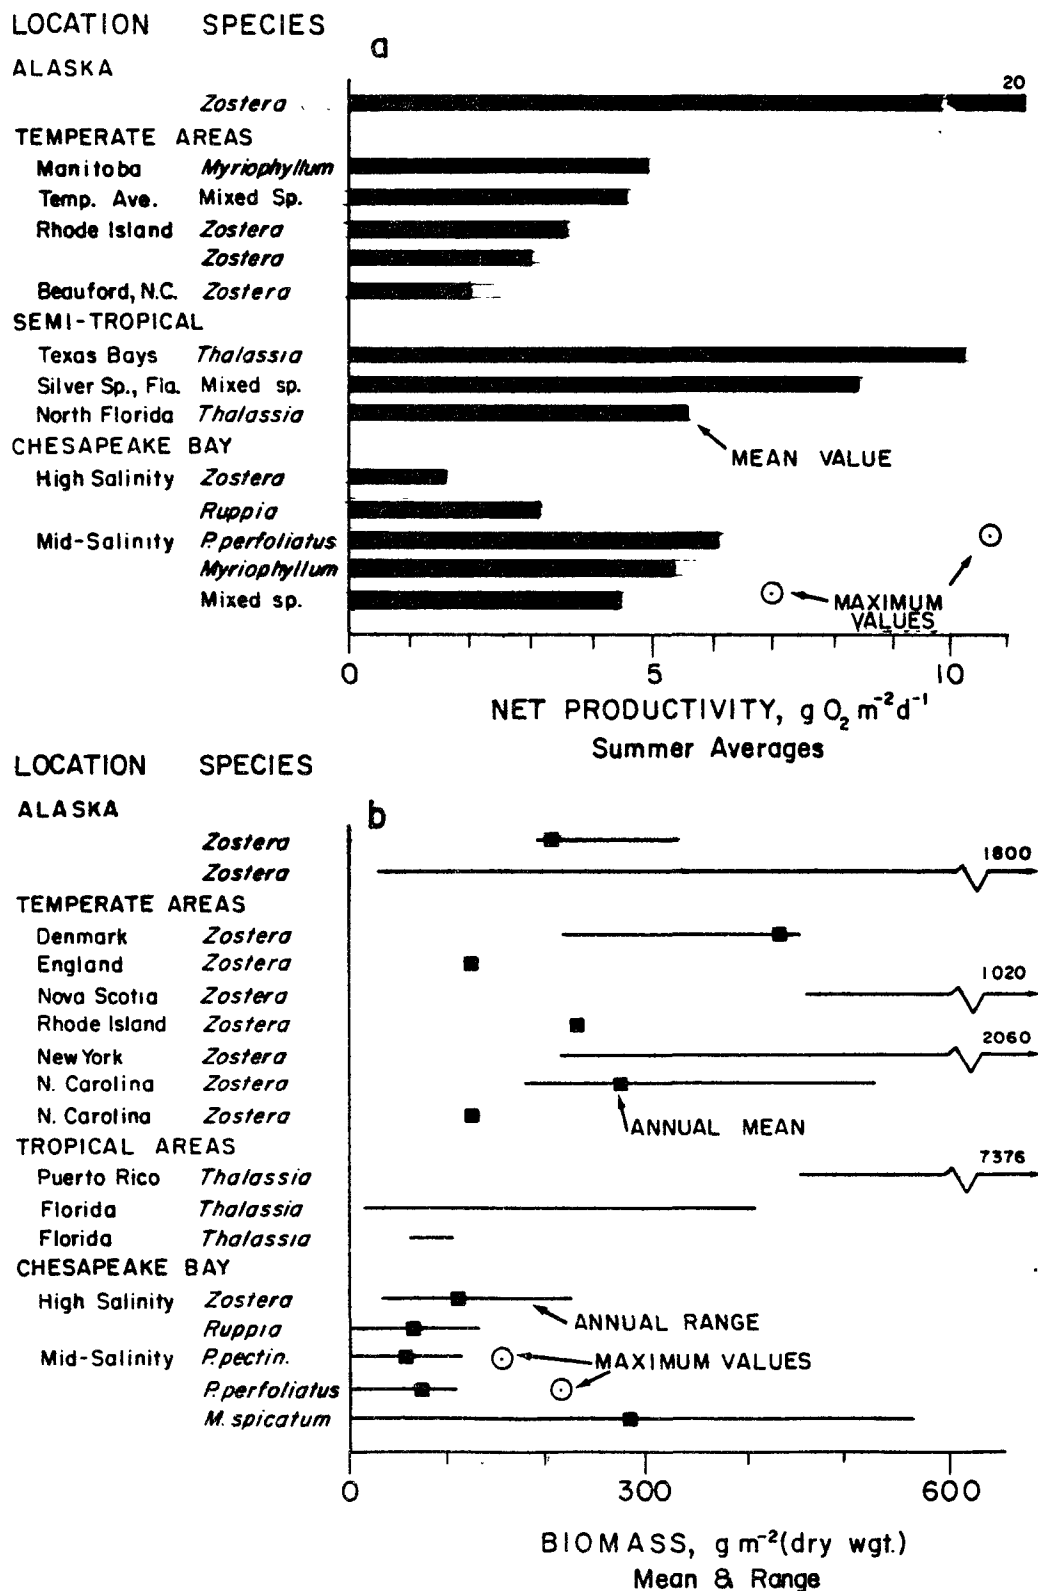 LOCATION SPECIES
a
ALASKA
20
Zostera
TEMPERATE AREAS
Manitoba Myriophyllum
Temp. Ave. Mixed Sp.
Rhode Island Zostera
Zostera
Beauford, N.C. Zostera
SEMI-TROPICAL
Texas Bays Thalassia
Silver Sp., Fla. Mixed sp.
North Florida Thalassia
CHESAPEAKE BAY
MEAN VALUE
High Salinity Zostera
Ruppia
Mid-Salinity P. perfoliatus
Myriophyllum
Mixed sp.
MAXIMUM
VALUES
0 5 10
NET PRODUCTIVITY, g O₂ m⁻²d⁻¹
Summer Averages
LOCATION SPECIES
ALASKA
b
Zostera
Zostera 1800
TEMPERATE AREAS
Denmark Zostera
England Zostera
Nova Scotia Zostera 1020
Rhode Island Zostera
New York Zostera 2060
N. Carolina Zostera
N. Carolina Zostera
ANNUAL MEAN
TROPICAL AREAS
Puerto Rico Thalassia 7376
Florida Thalassia
Florida Thalassia
CHESAPEAKE BAY
High Salinity Zostera
ANNUAL RANGE
Ruppia
Mid-Salinity P. pectin.
MAXIMUM VALUES
P. perfoliatus
M. spicatum
0 300 600
BIOMASS, g m⁻² (dry wgt.)
Mean & Range